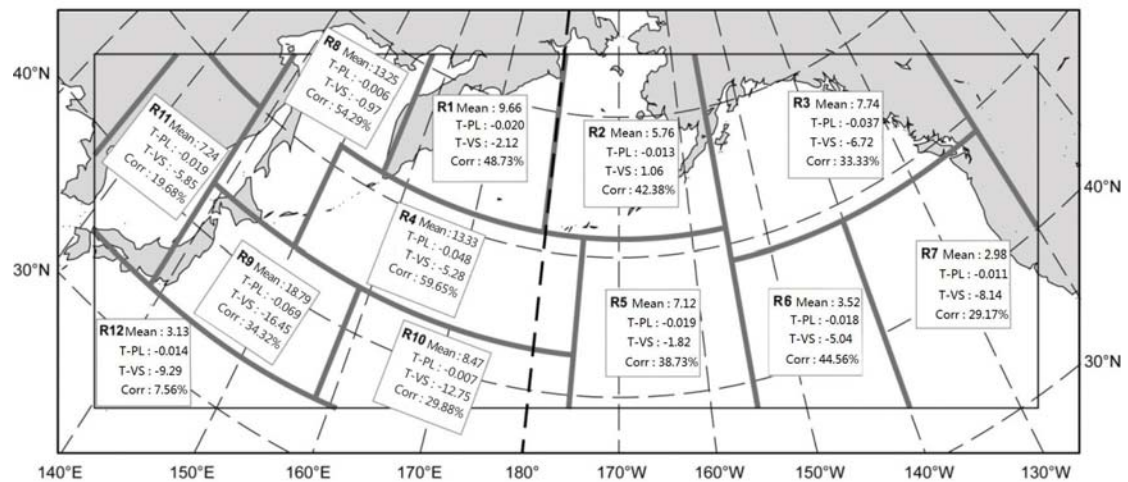 R8 Mean : 13.25
T-PL : -0.006
T-VS : -0.97
Corr : 54.29%
R11 Mean : 7.24
T-PL : -0.019
T-VS : -5.85
Corr : 19.68%
R1 Mean : 9.66
T-PL : -0.020
T-VS : -2.12
Corr : 48.73%
R2 Mean : 5.76
T-PL : -0.013
T-VS : 1.06
Corr : 42.38%
R3 Mean : 7.74
T-PL : -0.037
T-VS : -6.72
Corr : 33.33%
R4 Mean : 13.33
T-PL : -0.048
T-VS : -5.28
Corr : 59.65%
R9 Mean : 18.79
T-PL : -0.069
T-VS : -16.45
Corr : 34.32%
R12 Mean : 3.13
T-PL : -0.014
T-VS : -9.29
Corr : 7.56%
R10 Mean : 8.47
T-PL : -0.007
T-VS : -12.75
Corr : 29.88%
R5 Mean : 7.12
T-PL : -0.019
T-VS : -1.82
Corr : 38.73%
R6 Mean : 3.52
T-PL : -0.018
T-VS : -5.04
Corr : 44.56%
R7 Mean : 2.98
T-PL : -0.011
T-VS : -8.14
Corr : 29.17%
40°N
30°N
40°N
30°N
140°E 150°E 160°E 170°E 180° 170°W 160°W 150°W 140°W 130°W